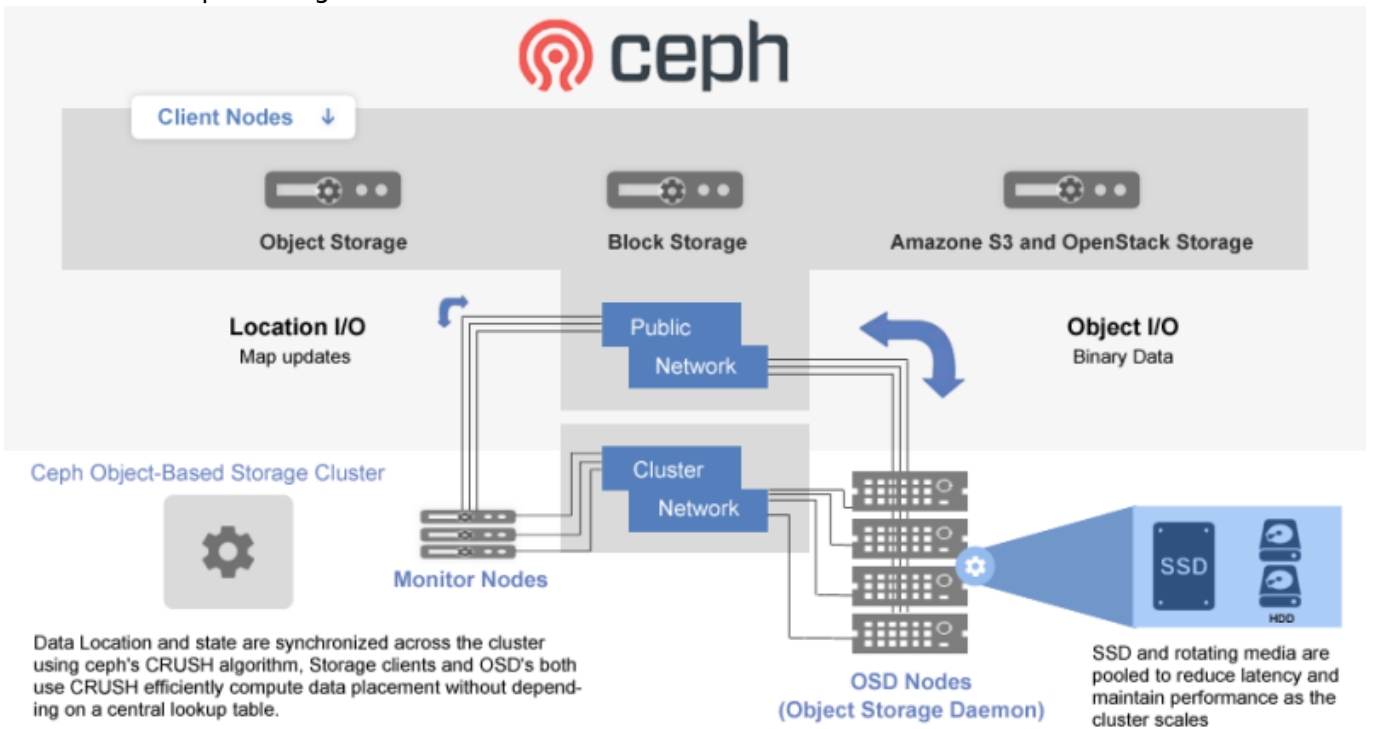 ceph
Client Nodes ↓
Object Storage
Block Storage
Amazone S3 and OpenStack Storage
Location I/O
Map updates
Public
Network
Object I/O
Binary Data
Ceph Object-Based Storage Cluster
Cluster
Network
Monitor Nodes
SSD
HDD
Data Location and state are synchronized across the cluster
using ceph's CRUSH algorithm, Storage clients and OSD's both
use CRUSH efficiently compute data placement without depend-
ing on a central lookup table.
OSD Nodes
(Object Storage Daemon)
SSD and rotating media are
pooled to reduce latency and
maintain performance as the
cluster scales